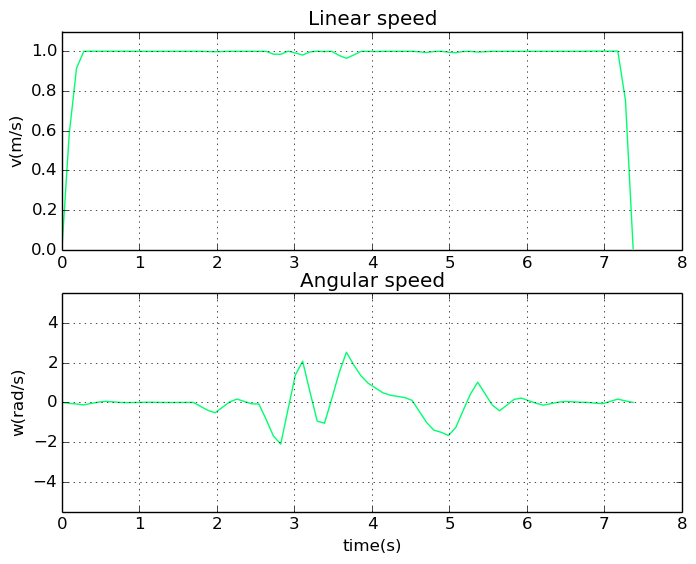 Linear speed
1.0
0.8
0.6
0.4
0.2
0.0
v(m/s)
0 1 2 3 4 5 6 7 8
Angular speed
4
2
0
−2
−4
w(rad/s)
0 1 2 3 4 5 6 7 8
time(s)